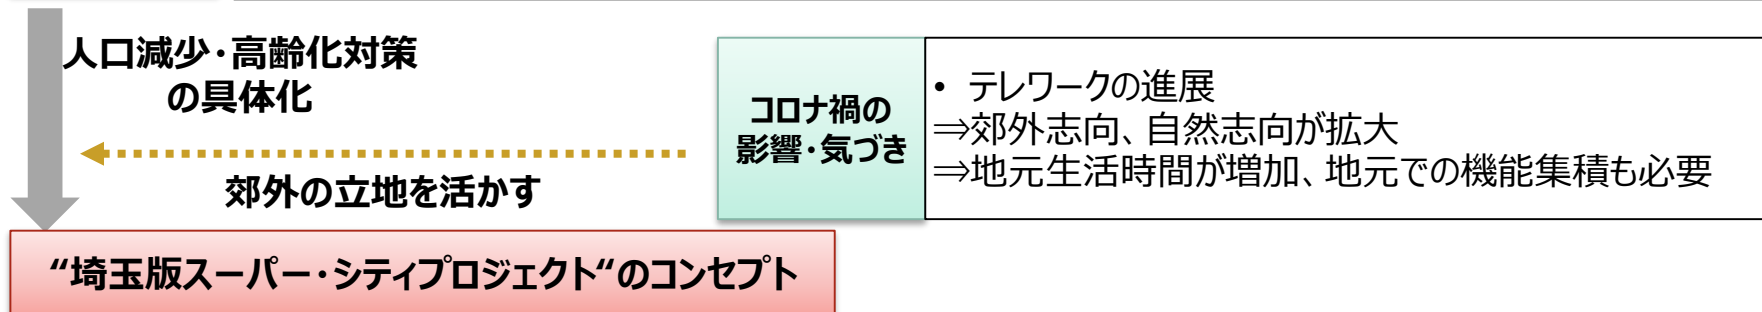 人口減少・高齢化対策
の具体化
コロナ禍の
影響・気づき
• テレワークの進展
⇒郊外志向、自然志向が拡大
⇒地元生活時間が増加、地元での機能集積も必要
郊外の立地を活かす
“埼玉版スーパー・シティプロジェクト“のコンセプト